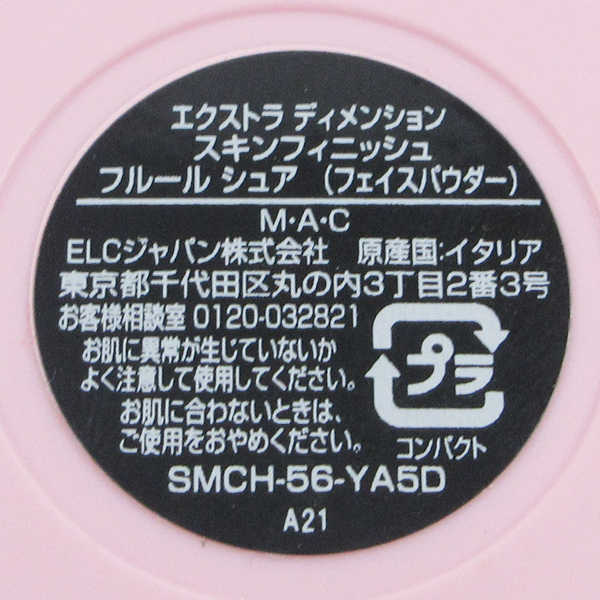 エクストラ ディメンション
スキンフィニッシュ
フルール シュア （フェイスパウダー）
M・A・C
ELCジャパン株式会社　原産国:イタリア
東京都千代田区丸の内3丁目2番3号
お客様相談室 0120-032821
お肌に異常が生じていないか
よく注意して使用してください。
お肌に合わないときは、
ご使用をおやめください。
プラ
コンパクト
SMCH-56-YA5D
A21